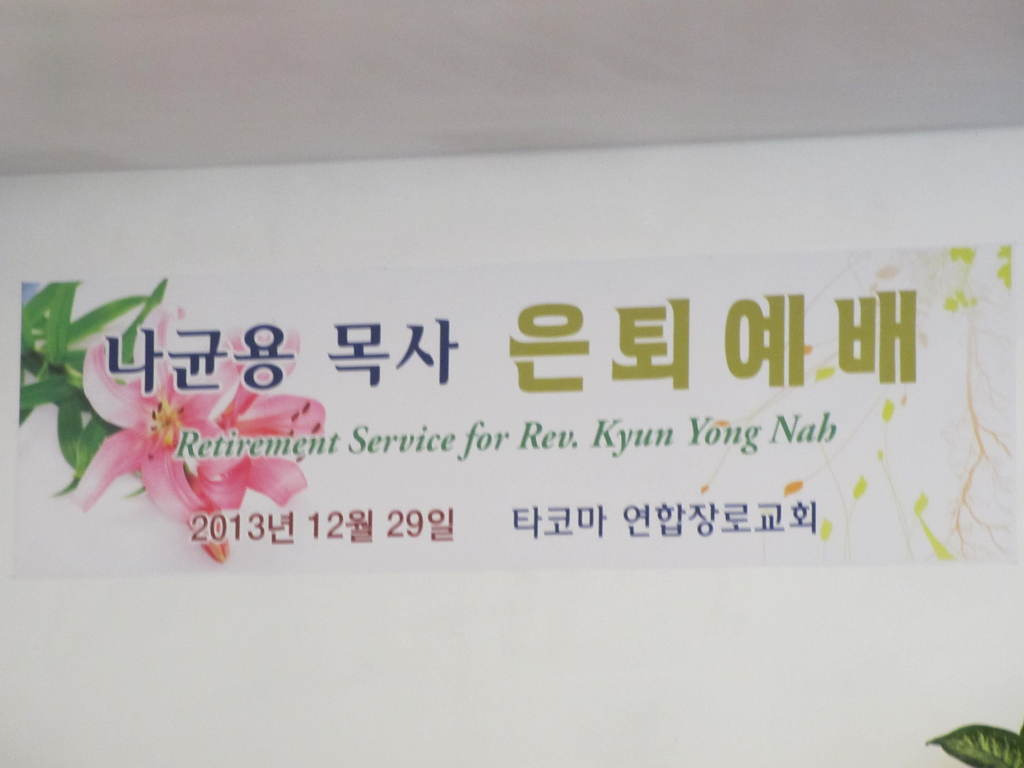 나균용 목사 은퇴예배
Retirement Service for Rev. Kyun Yong Nah
2013년 12월 29일 타코마 연합장로교회